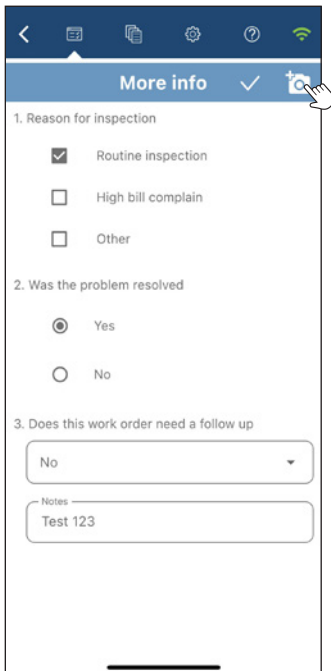 More info
1. Reason for inspection
Routine inspection
High bill complain
Other
2. Was the problem resolved
Yes
No
3. Does this work order need a follow up
No
Notes
Test 123